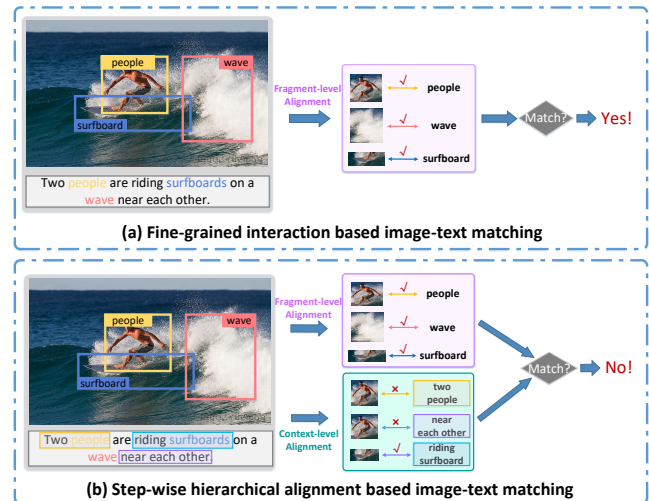 people
wave
surfboard
Two people are riding surfboards on a
wave near each other.
Fragment-level
Alignment
people
wave
surfboard
Match?
Yes!
(a) Fine-grained interaction based image-text matching
people
wave
surfboard
Two people are riding surfboards on a
wave near each other.
Fragment-level
Alignment
people
wave
surfboard
Context-level
Alignment
two
people
near
each other
riding
surfboard
Match?
No!
(b) Step-wise hierarchical alignment based image-text matching